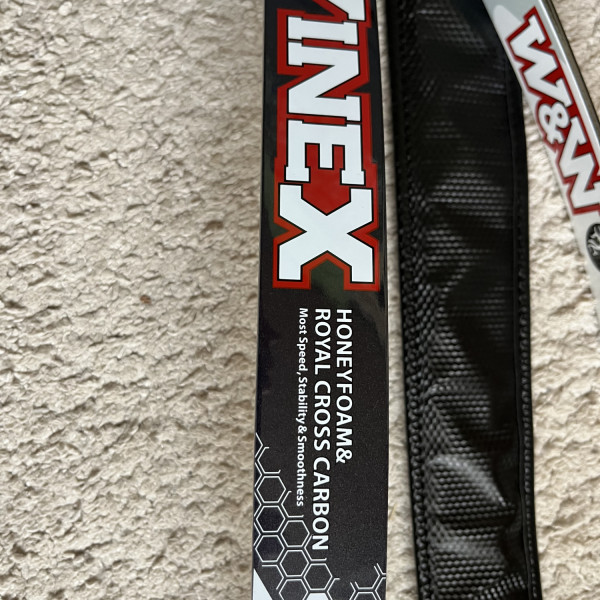 INEX
HONEYFOAM&
ROYAL CROSS CARBON
Most Speed, Stability & Smoothness
W&W